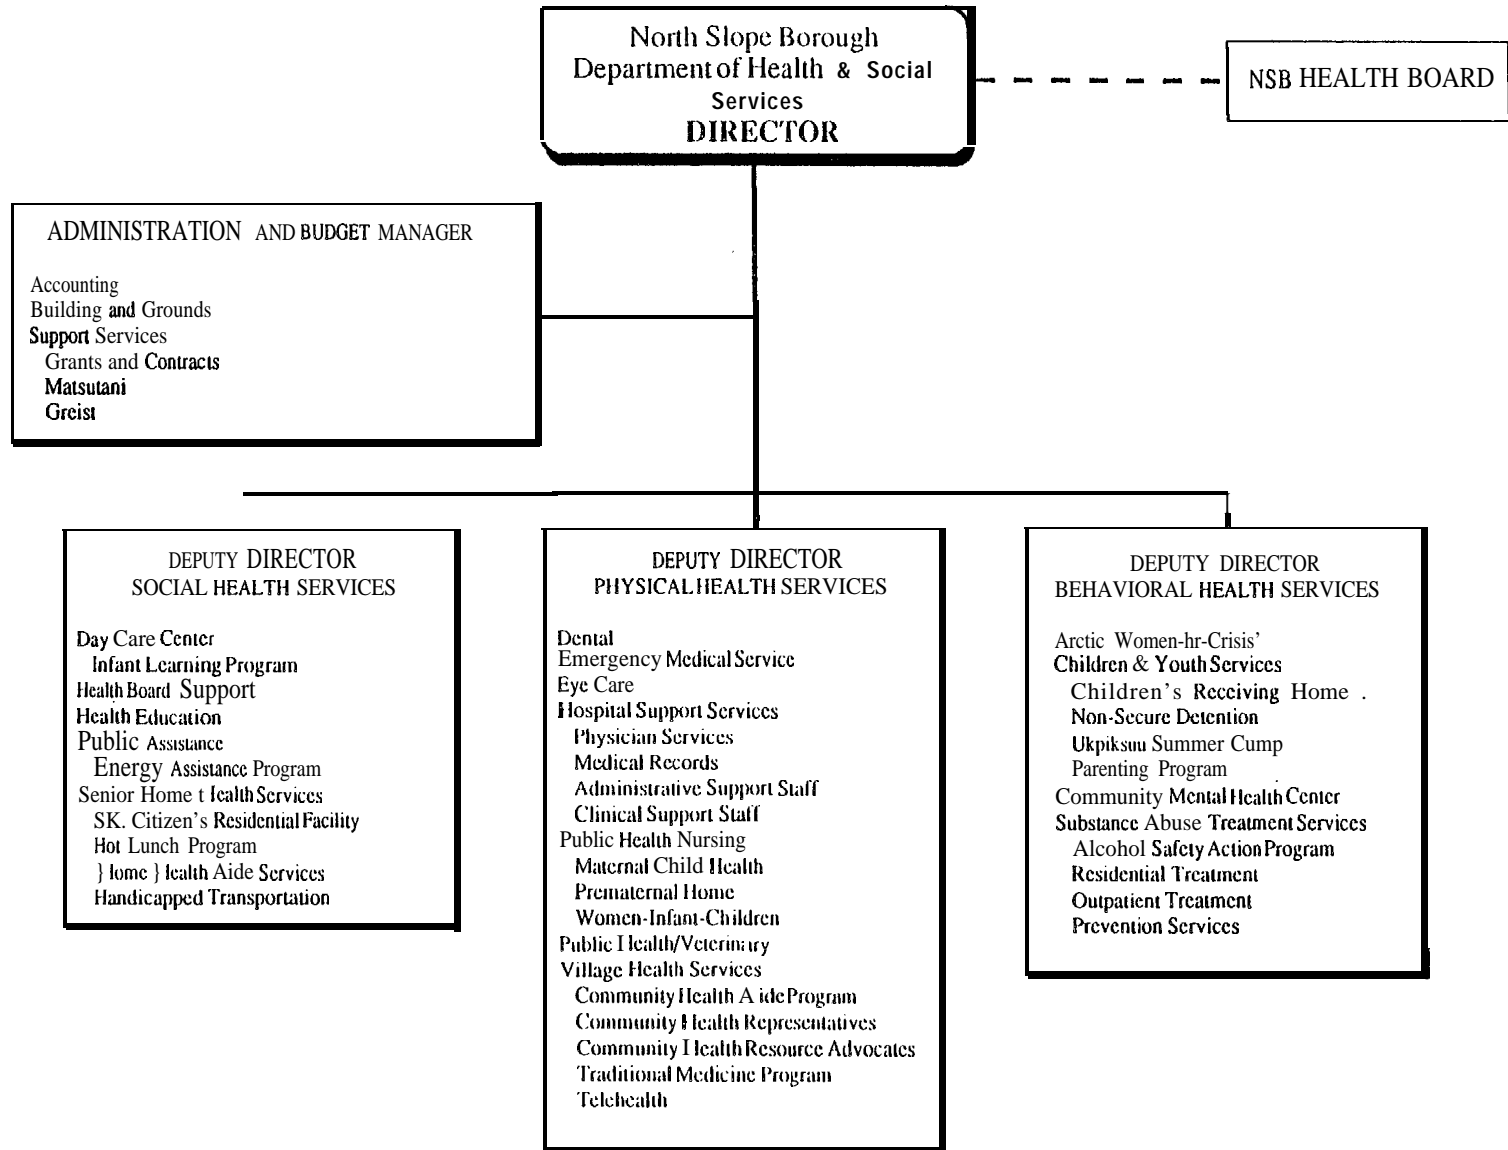 North Slope Borough
Department of Health & Social
Services
DIRECTOR
NSB HEALTH BOARD
ADMINISTRATION AND BUDGET MANAGER
Accounting
Building and Grounds
Support Services
Grants and Contracts
Matsutani
Greist
DEPUTY DIRECTOR
SOCIAL HEALTH SERVICES
Day Care Center
Infant Learning Program
Health Board Support
Health Education
Public Assistance
Energy Assistance Program
Senior Home t lealth Services
SK. Citizen's Residential Facility
Hot Lunch Program
}lome }lealth Aide Services
Handicapped Transportation
DEPUTY DIRECTOR
PHYSICAL HEALTH SERVICES
Dental
Emergency Medical Service
Eye Care
Hospital Support Services
Physician Services
Medical Records
Administrative Support Staff
Clinical Support Staff
Public Health Nursing
Maternal Child Health
Prematernal Home
Women-Infant-Children
Public Health/Veterinary
Village Health Services
Community Health Aide Program
Community Health Representatives
Community Health Resource Advocates
Traditional Medicine Program
Telehealth
DEPUTY DIRECTOR
BEHAVIORAL HEALTH SERVICES
Arctic Women-hr-Crisis'
Children & Youth Services
Children's Receiving Home .
Non-Secure Detention
Ukpiksuu Summer Cump
Parenting Program
Community Mental Health Center
Substance Abuse Treatment Services
Alcohol Safety Action Program
Residential Treatment
Outpatient Treatment
Prevention Services